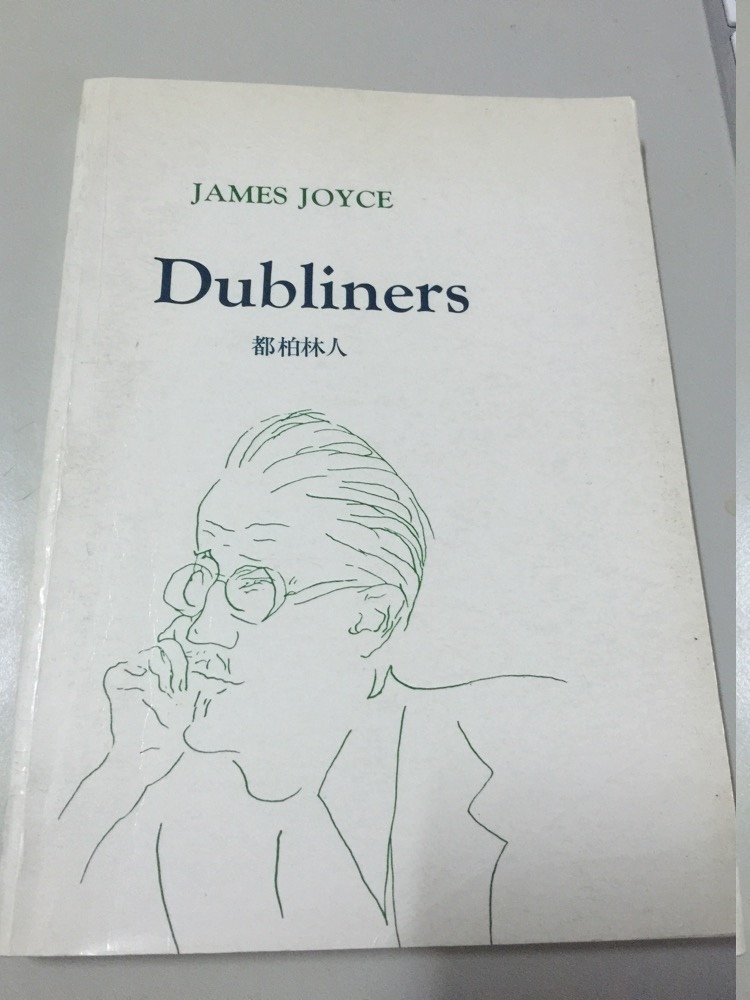 JAMES JOYCE
Dubliners
都柏林人